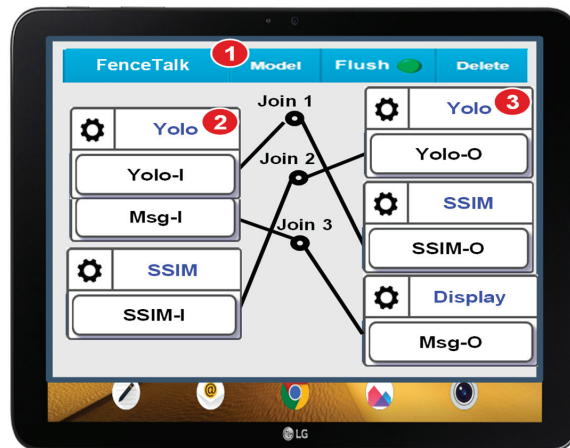 FenceTalk 1 Model Flush Delete
Join 1
Yolo 2
Yolo-I
Msg-I
SSIM
SSIM-I
Join 2
Join 3
Yolo 3
Yolo-O
SSIM
SSIM-O
Display
Msg-O
@
LG